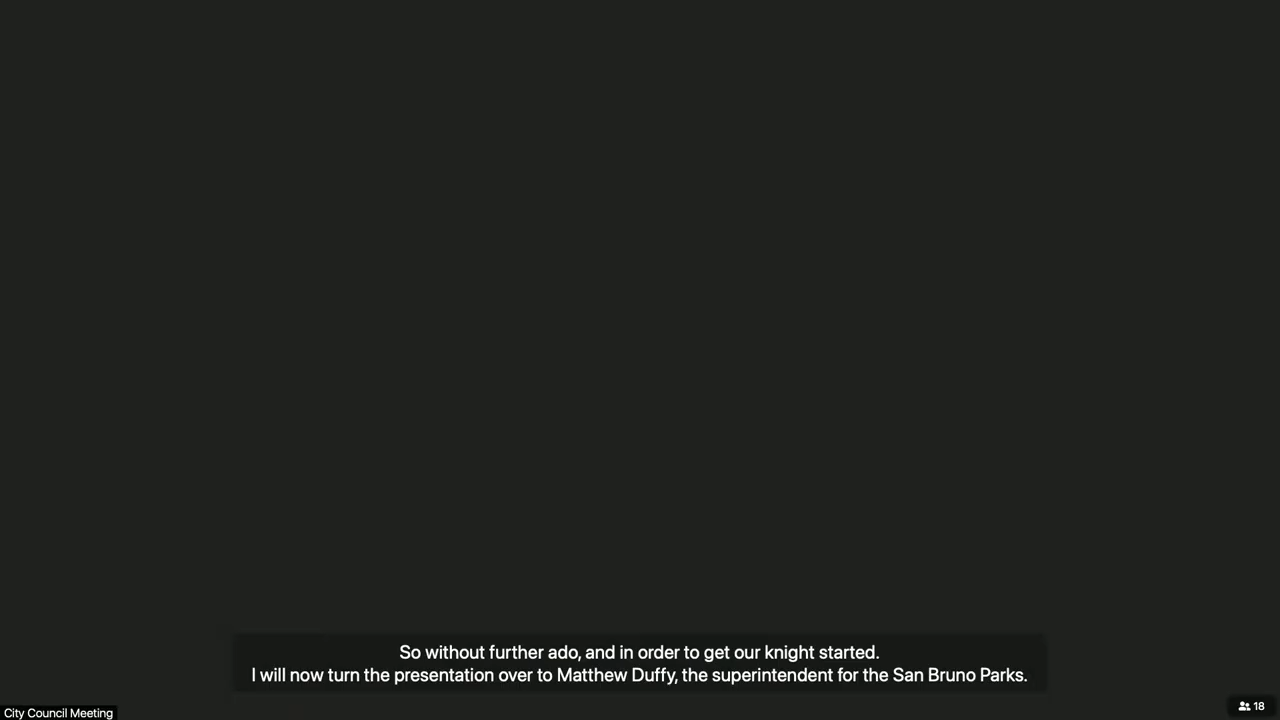 So without further ado, and in order to get our knight started.
I will now turn the presentation over to Matthew Duffy, the superintendent for the San Bruno Parks.
City Council Meeting
18